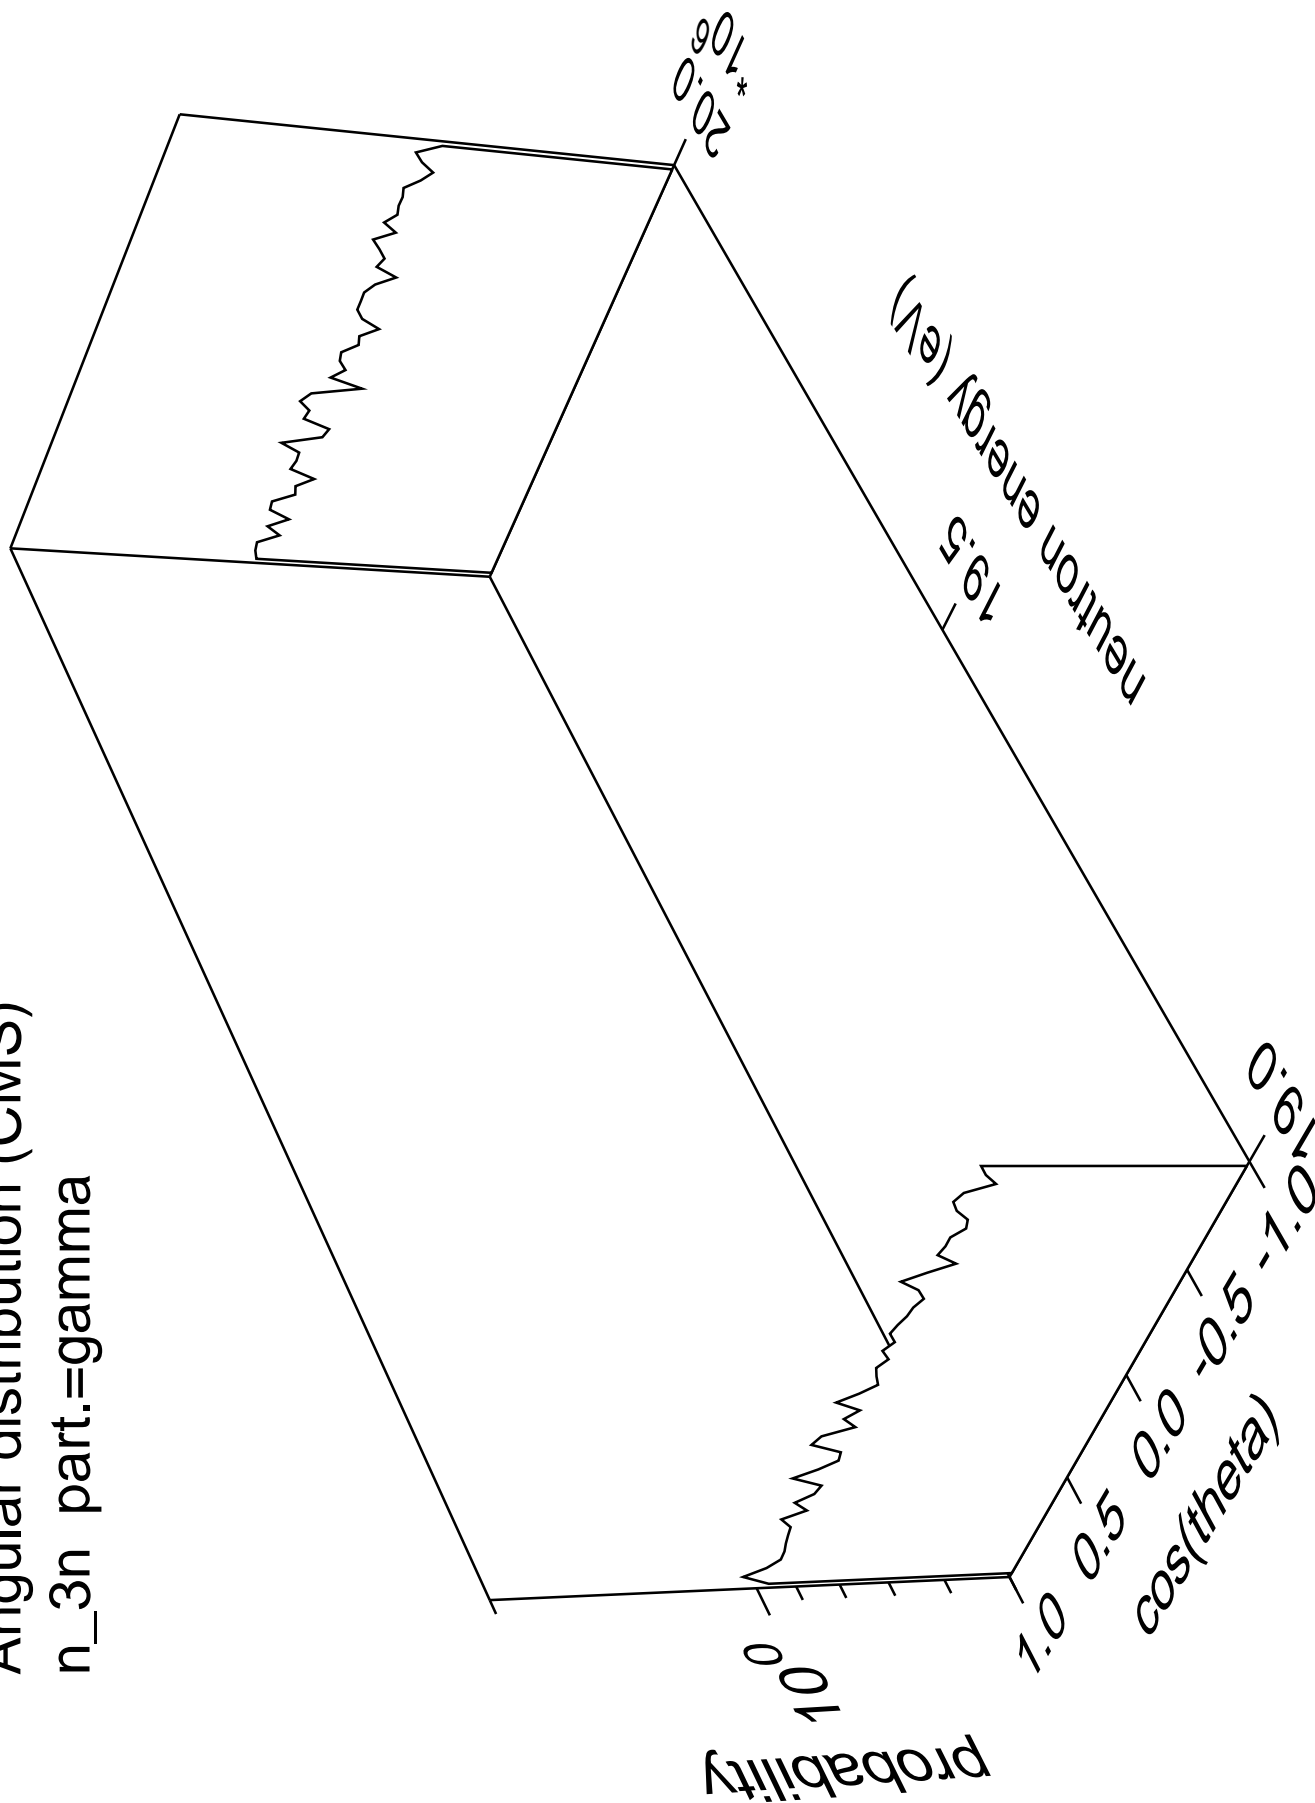 Angular distribution (CMS)
n_3n part.=gamma
probability
10^0
1.0
0.5
0.0
-0.5
-1.0
cos(theta)
19.0
19.5
20.0
*10^6
neutron energy (eV)